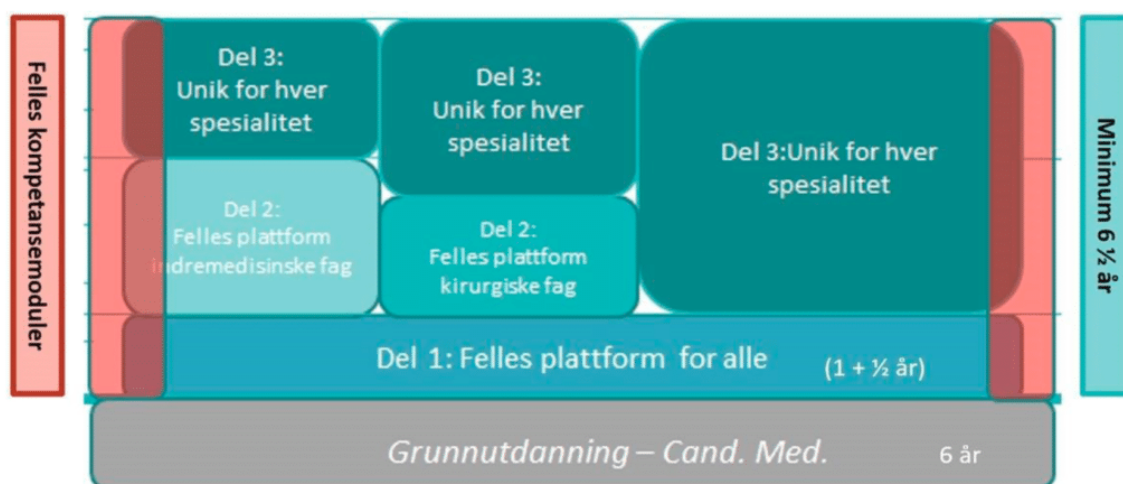 Felles kompetansemoduler
Del 3:
Unik for hver
spesialitet
Del 3:
Unik for hver
spesialitet
Del 3:Unik for hver
spesialitet
Del 2:
Felles plattform
indremedisinske fag
Del 2:
Felles plattform
kirurgiske fag
Del 1: Felles plattform for alle
(1 + ½ år)
Grunnutdanning – Cand. Med.
6 år
Minimum 6 ½ år